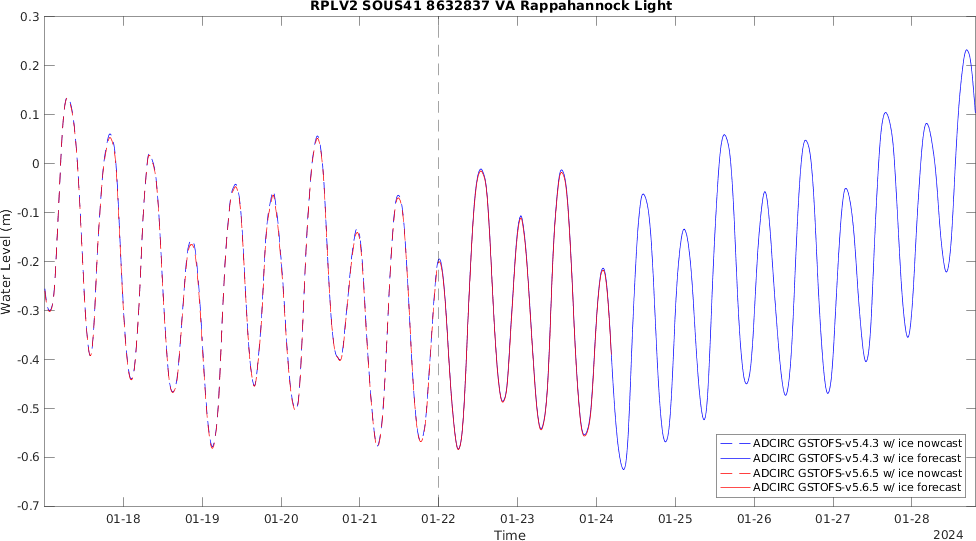 RPLV2 SOUS41 8632837 VA Rappahannock Light
0.3
0.2
0.1
0
-0.1
-0.2
-0.3
-0.4
-0.5
-0.6
-0.7
Water Level (m)
ADCIRC GSTOFS-v5.4.3 w/ ice nowcast
ADCIRC GSTOFS-v5.4.3 w/ ice forecast
ADCIRC GSTOFS-v5.6.5 w/ ice nowcast
ADCIRC GSTOFS-v5.6.5 w/ ice forecast
01-18 01-19 01-20 01-21 01-22 01-23 01-24 01-25 01-26 01-27 01-28
Time
2024